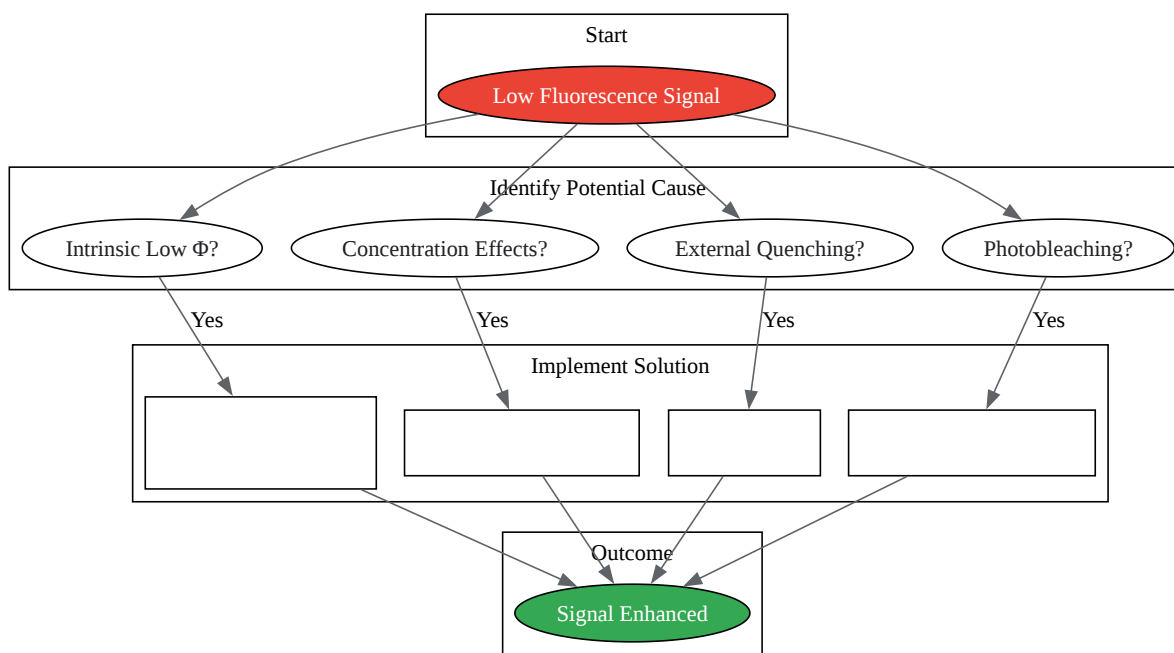 Start
Low Fluorescence Signal
Identify Potential Cause
Intrinsic Low Φ?
Concentration Effects?
External Quenching?
Photobleaching?
Yes
Yes
Yes
Yes
Implement Solution
Outcome
Signal Enhanced